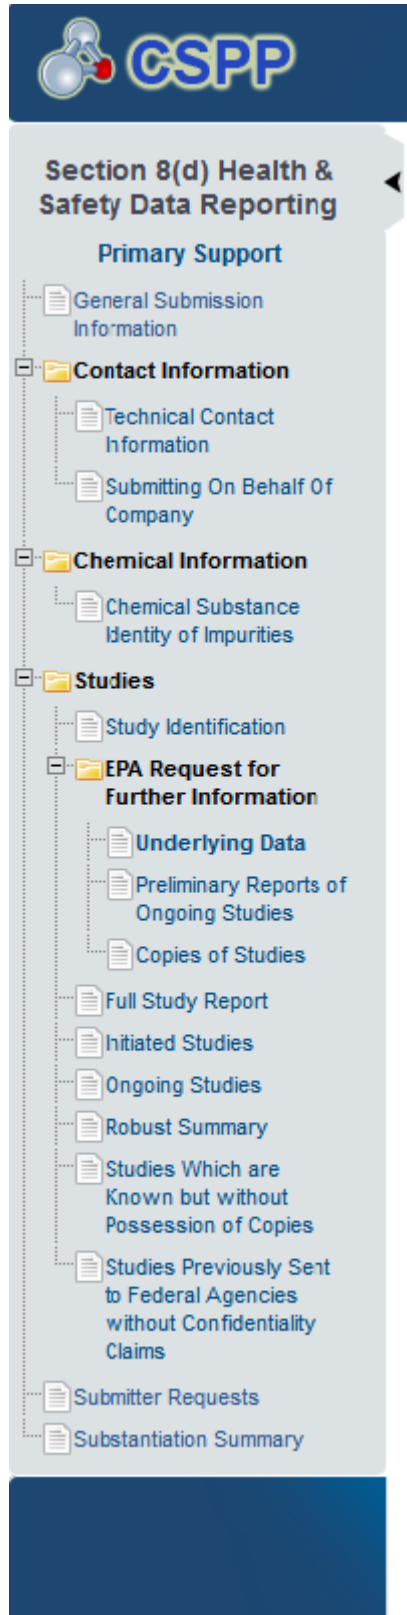 CSPP
Section 8(d) Health &
Safety Data Reporting
Primary Support
General Submission
Information
Contact Information
Technical Contact
Information
Submitting On Behalf Of
Company
Chemical Information
Chemical Substance
Identity of Impurities
Studies
Study Identification
EPA Request for
Further Information
Underlying Data
Preliminary Reports of
Ongoing Studies
Copies of Studies
Full Study Report
Initiated Studies
Ongoing Studies
Robust Summary
Studies Which are
Known but without
Possession of Copies
Studies Previously Sent
to Federal Agencies
without Confidentiality
Claims
Submitter Requests
Substantiation Summary